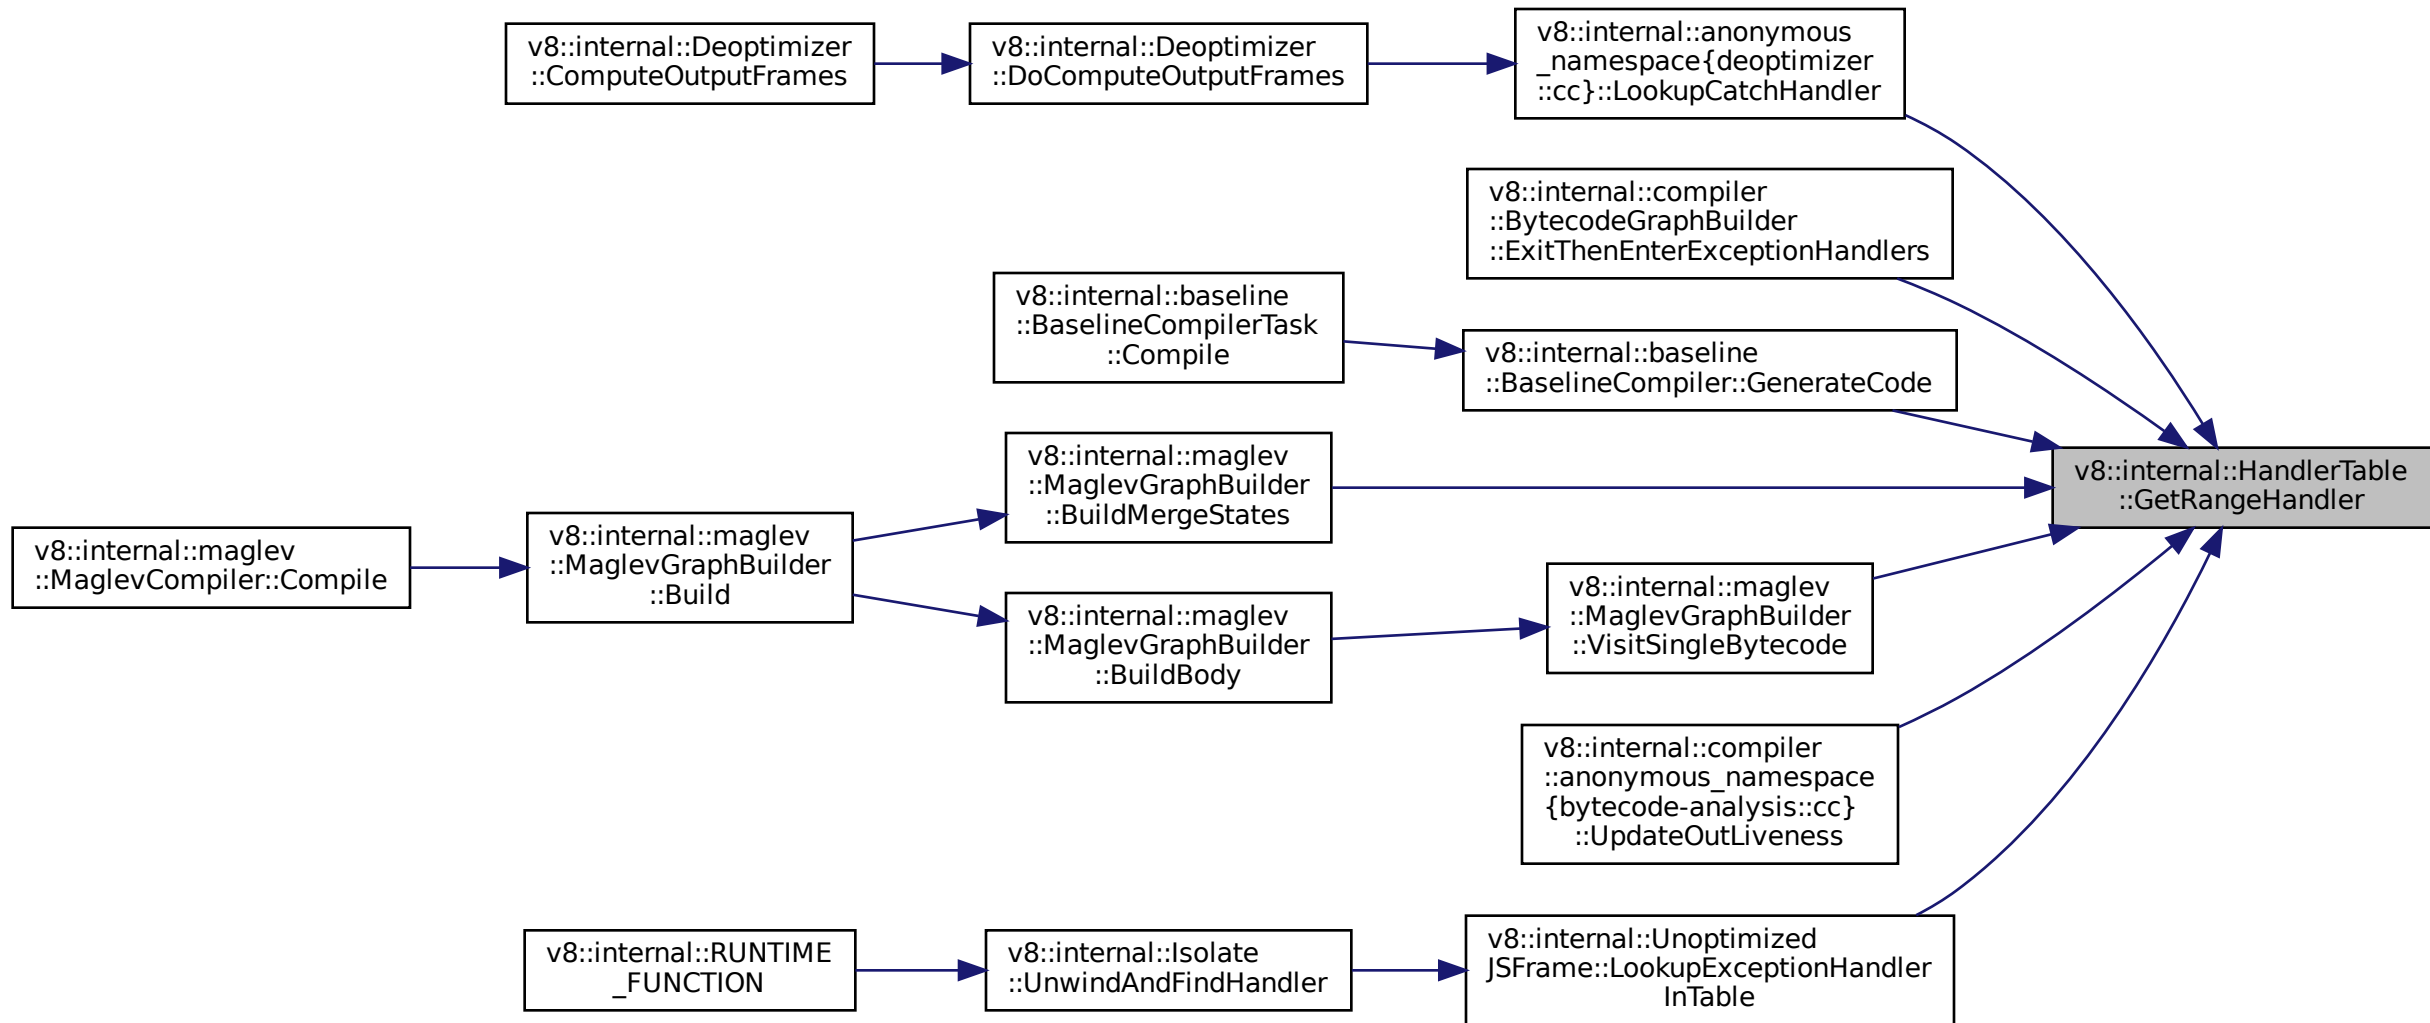 v8::internal::Deoptimizer
::ComputeOutputFrames
v8::internal::Deoptimizer
::DoComputeOutputFrames
v8::internal::anonymous
_namespace{deoptimizer
::cc}::LookupCatchHandler
v8::internal::compiler
::BytecodeGraphBuilder
::ExitThenEnterExceptionHandlers
v8::internal::baseline
::BaselineCompilerTask
::Compile
v8::internal::baseline
::BaselineCompiler::GenerateCode
v8::internal::maglev
::MaglevGraphBuilder
::BuildMergeStates
v8::internal::HandlerTable
::GetRangeHandler
v8::internal::maglev
::MaglevCompiler::Compile
v8::internal::maglev
::MaglevGraphBuilder
::Build
v8::internal::maglev
::MaglevGraphBuilder
::BuildBody
v8::internal::maglev
::MaglevGraphBuilder
::VisitSingleBytecode
v8::internal::compiler
::anonymous_namespace
{bytecode-analysis::cc}
::UpdateOutLiveness
v8::internal::RUNTIME
_FUNCTION
v8::internal::Isolate
::UnwindAndFindHandler
v8::internal::Unoptimized
JSFrame::LookupExceptionHandler
InTable